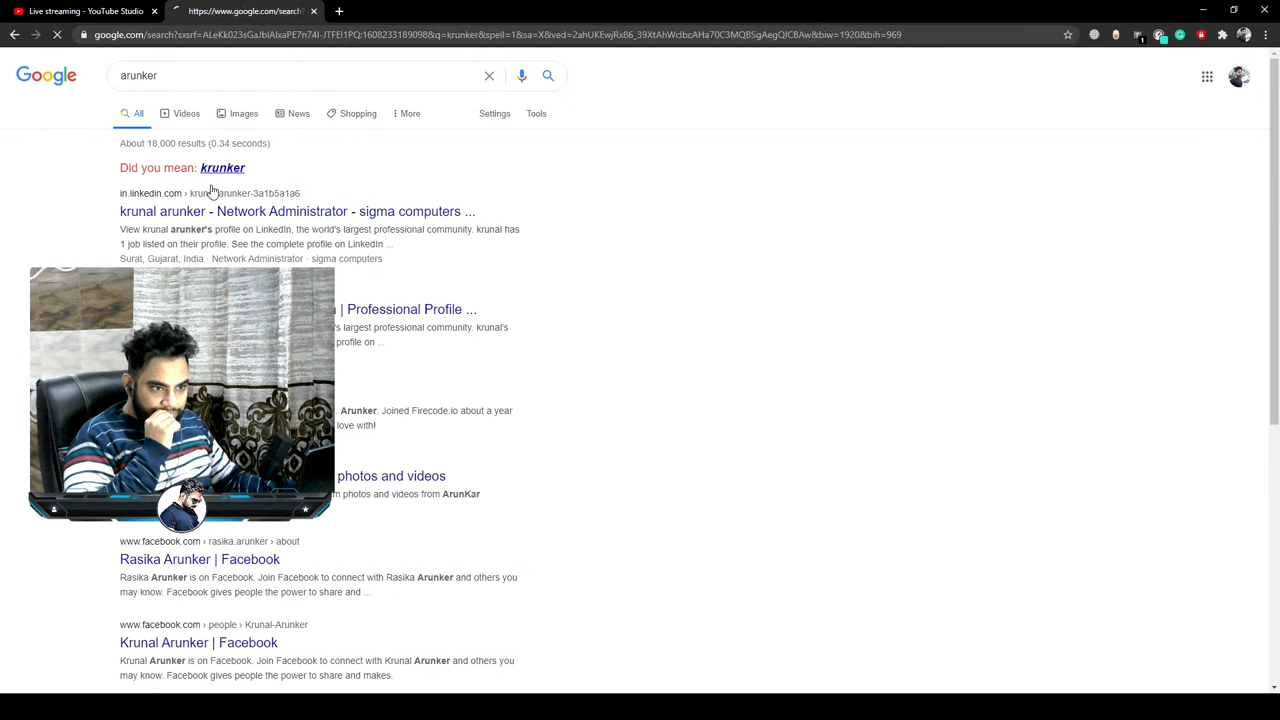 Live streaming - YouTube Studio
https://www.google.com/search?
google.com/search?sxsrf=ALeKk023sGaJblAlxaPE7n74I-JTFEl1PQ:1608233189098&q=krunker&spell=1&sa=X&ved=2ahUKEwjRx86_39XtAhWcIbcAHa70C3MQBSgAegQICBAw&biw=1920&bih=969
Google
arunker
All
Videos
Images
News
Shopping
More
Settings
Tools
About 18,000 results (0.34 seconds)
Did you mean: krunker
in.linkedin.com › krunal-arunker-3a1b5a1a6
krunal arunker - Network Administrator - sigma computers ...
View krunal arunker's profile on LinkedIn, the world's largest professional community. krunal has
1 job listed on their profile. See the complete profile on LinkedIn ...
Surat, Gujarat, India · Network Administrator · sigma computers
| Professional Profile ...
's largest professional community. krunal's
profile on ...
. Arunker. Joined Firecode.io about a year
love with!
photos and videos
photos and videos from ArunKar
www.facebook.com › rasika.arunker › about
Rasika Arunker | Facebook
Rasika Arunker is on Facebook. Join Facebook to connect with Rasika Arunker and others you
may know. Facebook gives people the power to share and ...
www.facebook.com › people › Krunal-Arunker
Krunal Arunker | Facebook
Krunal Arunker is on Facebook. Join Facebook to connect with Krunal Arunker and others you
may know. Facebook gives people the power to share and makes.